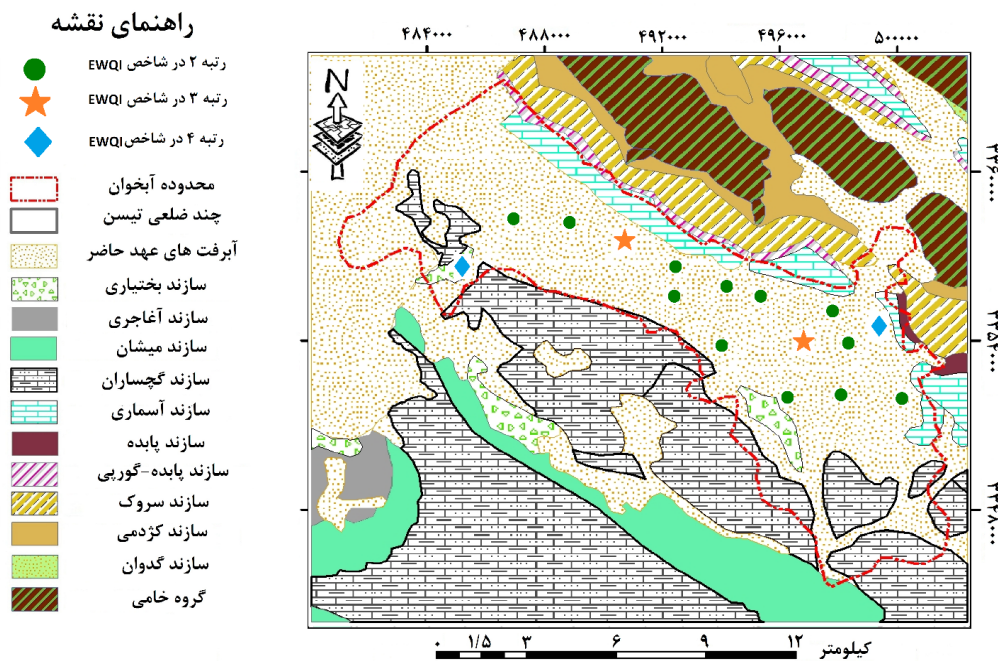 راهنمای نقشه
رتبه ۲ در شاخص EWQI
رتبه ۳ در شاخص EWQI
رتبه ۴ در شاخص EWQI
محدوده آبخوان
چند ضلعی تیسن
آبرفت های عهد حاضر
سازند بختیاری
سازند آغاجری
سازند میشان
سازند گچساران
سازند آسماری
سازند پابده
سازند پابده-گورپی
سازند سروک
سازند کژدمی
سازند گدوان
گروه خامی
۴۸۴۰۰۰ ۴۸۸۰۰۰ ۴۹۲۰۰۰ ۴۹۶۰۰۰ ۵۰۰۰۰۰
N
۳۳۶۰۰۰۰
۳۳۵۴۰۰۰
۳۳۴۸۰۰۰
۰ ۱/۵ ۳ ۶ ۹ ۱۲ کیلومتر